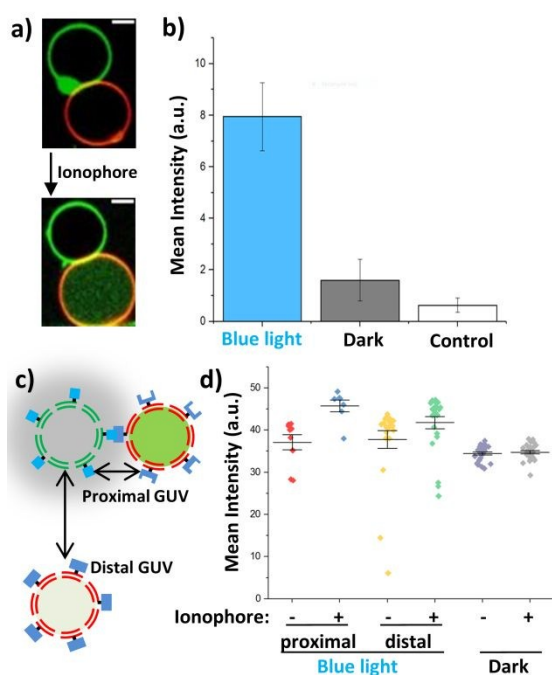 a)
Ionophore
b)
Mean Intensity (a.u.)
10
8
6
4
2
0
Blue light Dark Control
c)
Proximal GUV
Distal GUV
d)
Mean Intensity (a.u.)
50
40
30
20
10
0
Ionophore: - + - + - +
proximal distal
Blue light Dark